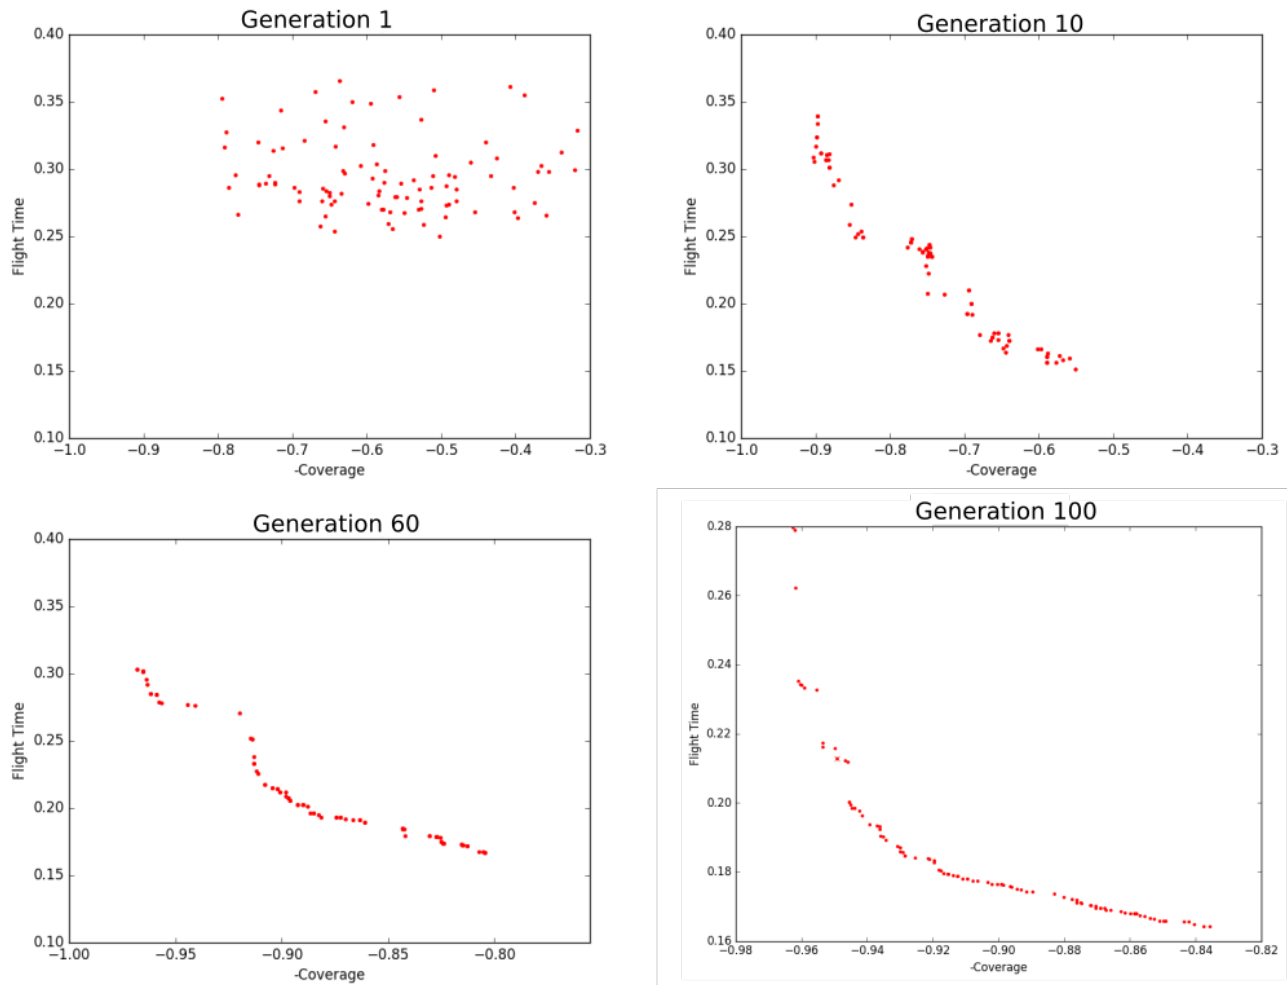 Generation 1
0.40
0.35
0.30
0.25
0.20
0.15
0.10
Flight Time
−1.0 −0.9 −0.8 −0.7 −0.6 −0.5 −0.4 −0.3
-Coverage
Generation 10
0.40
0.35
0.30
0.25
0.20
0.15
0.10
Flight Time
−1.0 −0.9 −0.8 −0.7 −0.6 −0.5 −0.4 −0.3
-Coverage
Generation 60
0.40
0.35
0.30
0.25
0.20
0.15
0.10
Flight Time
−1.00 −0.95 −0.90 −0.85 −0.80
-Coverage
Generation 100
0.28
0.26
0.24
0.22
0.20
0.18
0.16
Flight Time
−0.98 −0.96 −0.94 −0.92 −0.90 −0.88 −0.86 −0.84 −0.82
-Coverage